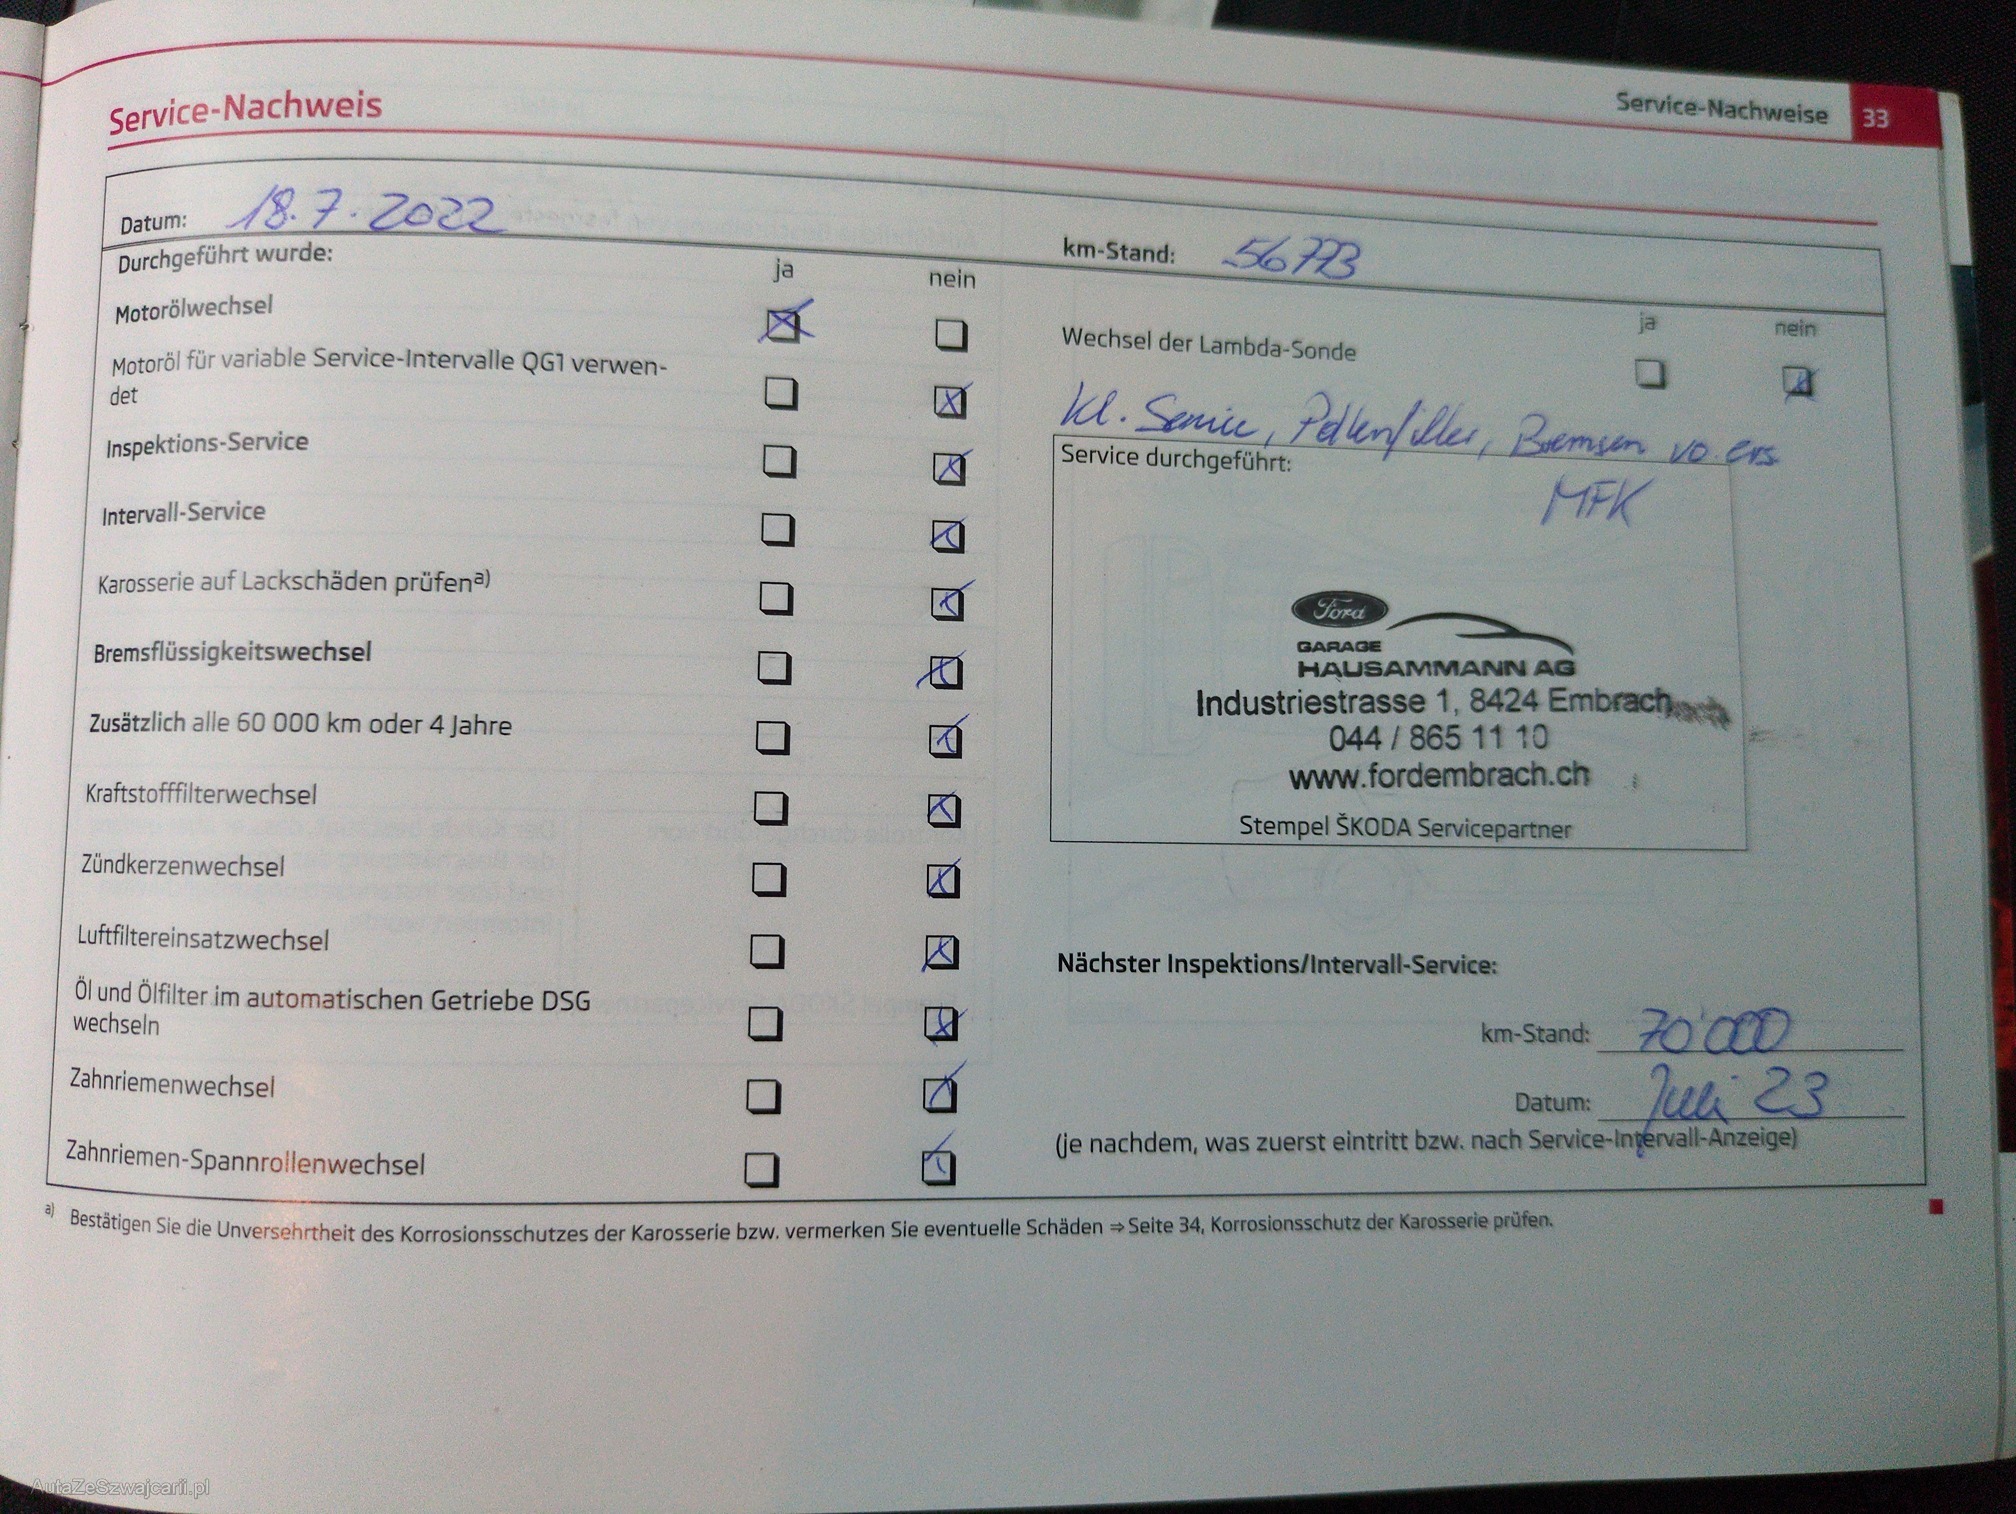 Service-Nachweise 33
Service-Nachweis
Datum: 18.7.2022
km-Stand: 56773
Durchgeführt wurde:
ja nein
Motorölwechsel
Motoröl für variable Service-Intervalle QG1 verwen-
det
Inspektions-Service
Intervall-Service
Karosserie auf Lackschäden prüfen a)
Bremsflüssigkeitswechsel
Zusätzlich alle 60 000 km oder 4 Jahre
Kraftstofffilterwechsel
Zündkerzenwechsel
Luftfiltereinsatzwechsel
Öl und Ölfilter im automatischen Getriebe DSG
wechseln
Zahnriemenwechsel
Zahnriemen-Spannrollenwechsel
ja nein
Wechsel der Lambda-Sonde
Kl. Service, Pollenfilter, Bremsen vo ers
Service durchgeführt:
MFK
Ford
GARAGE
HAUSAMMANN AG
Industriestrasse 1, 8424 Embrach
044 / 865 11 10
www.fordembrach.ch
Stempel ŠKODA Servicepartner
Nächster Inspektions/Intervall-Service:
km-Stand: 70'000
Datum: Juli 23
(je nachdem, was zuerst eintritt bzw. nach Service-Intervall-Anzeige)
a) Bestätigen Sie die Unversehrtheit des Korrosionsschutzes der Karosserie bzw. vermerken Sie eventuelle Schäden ⇒ Seite 34, Korrosionsschutz der Karosserie prüfen.
AutaZeSzwajcarii.pl